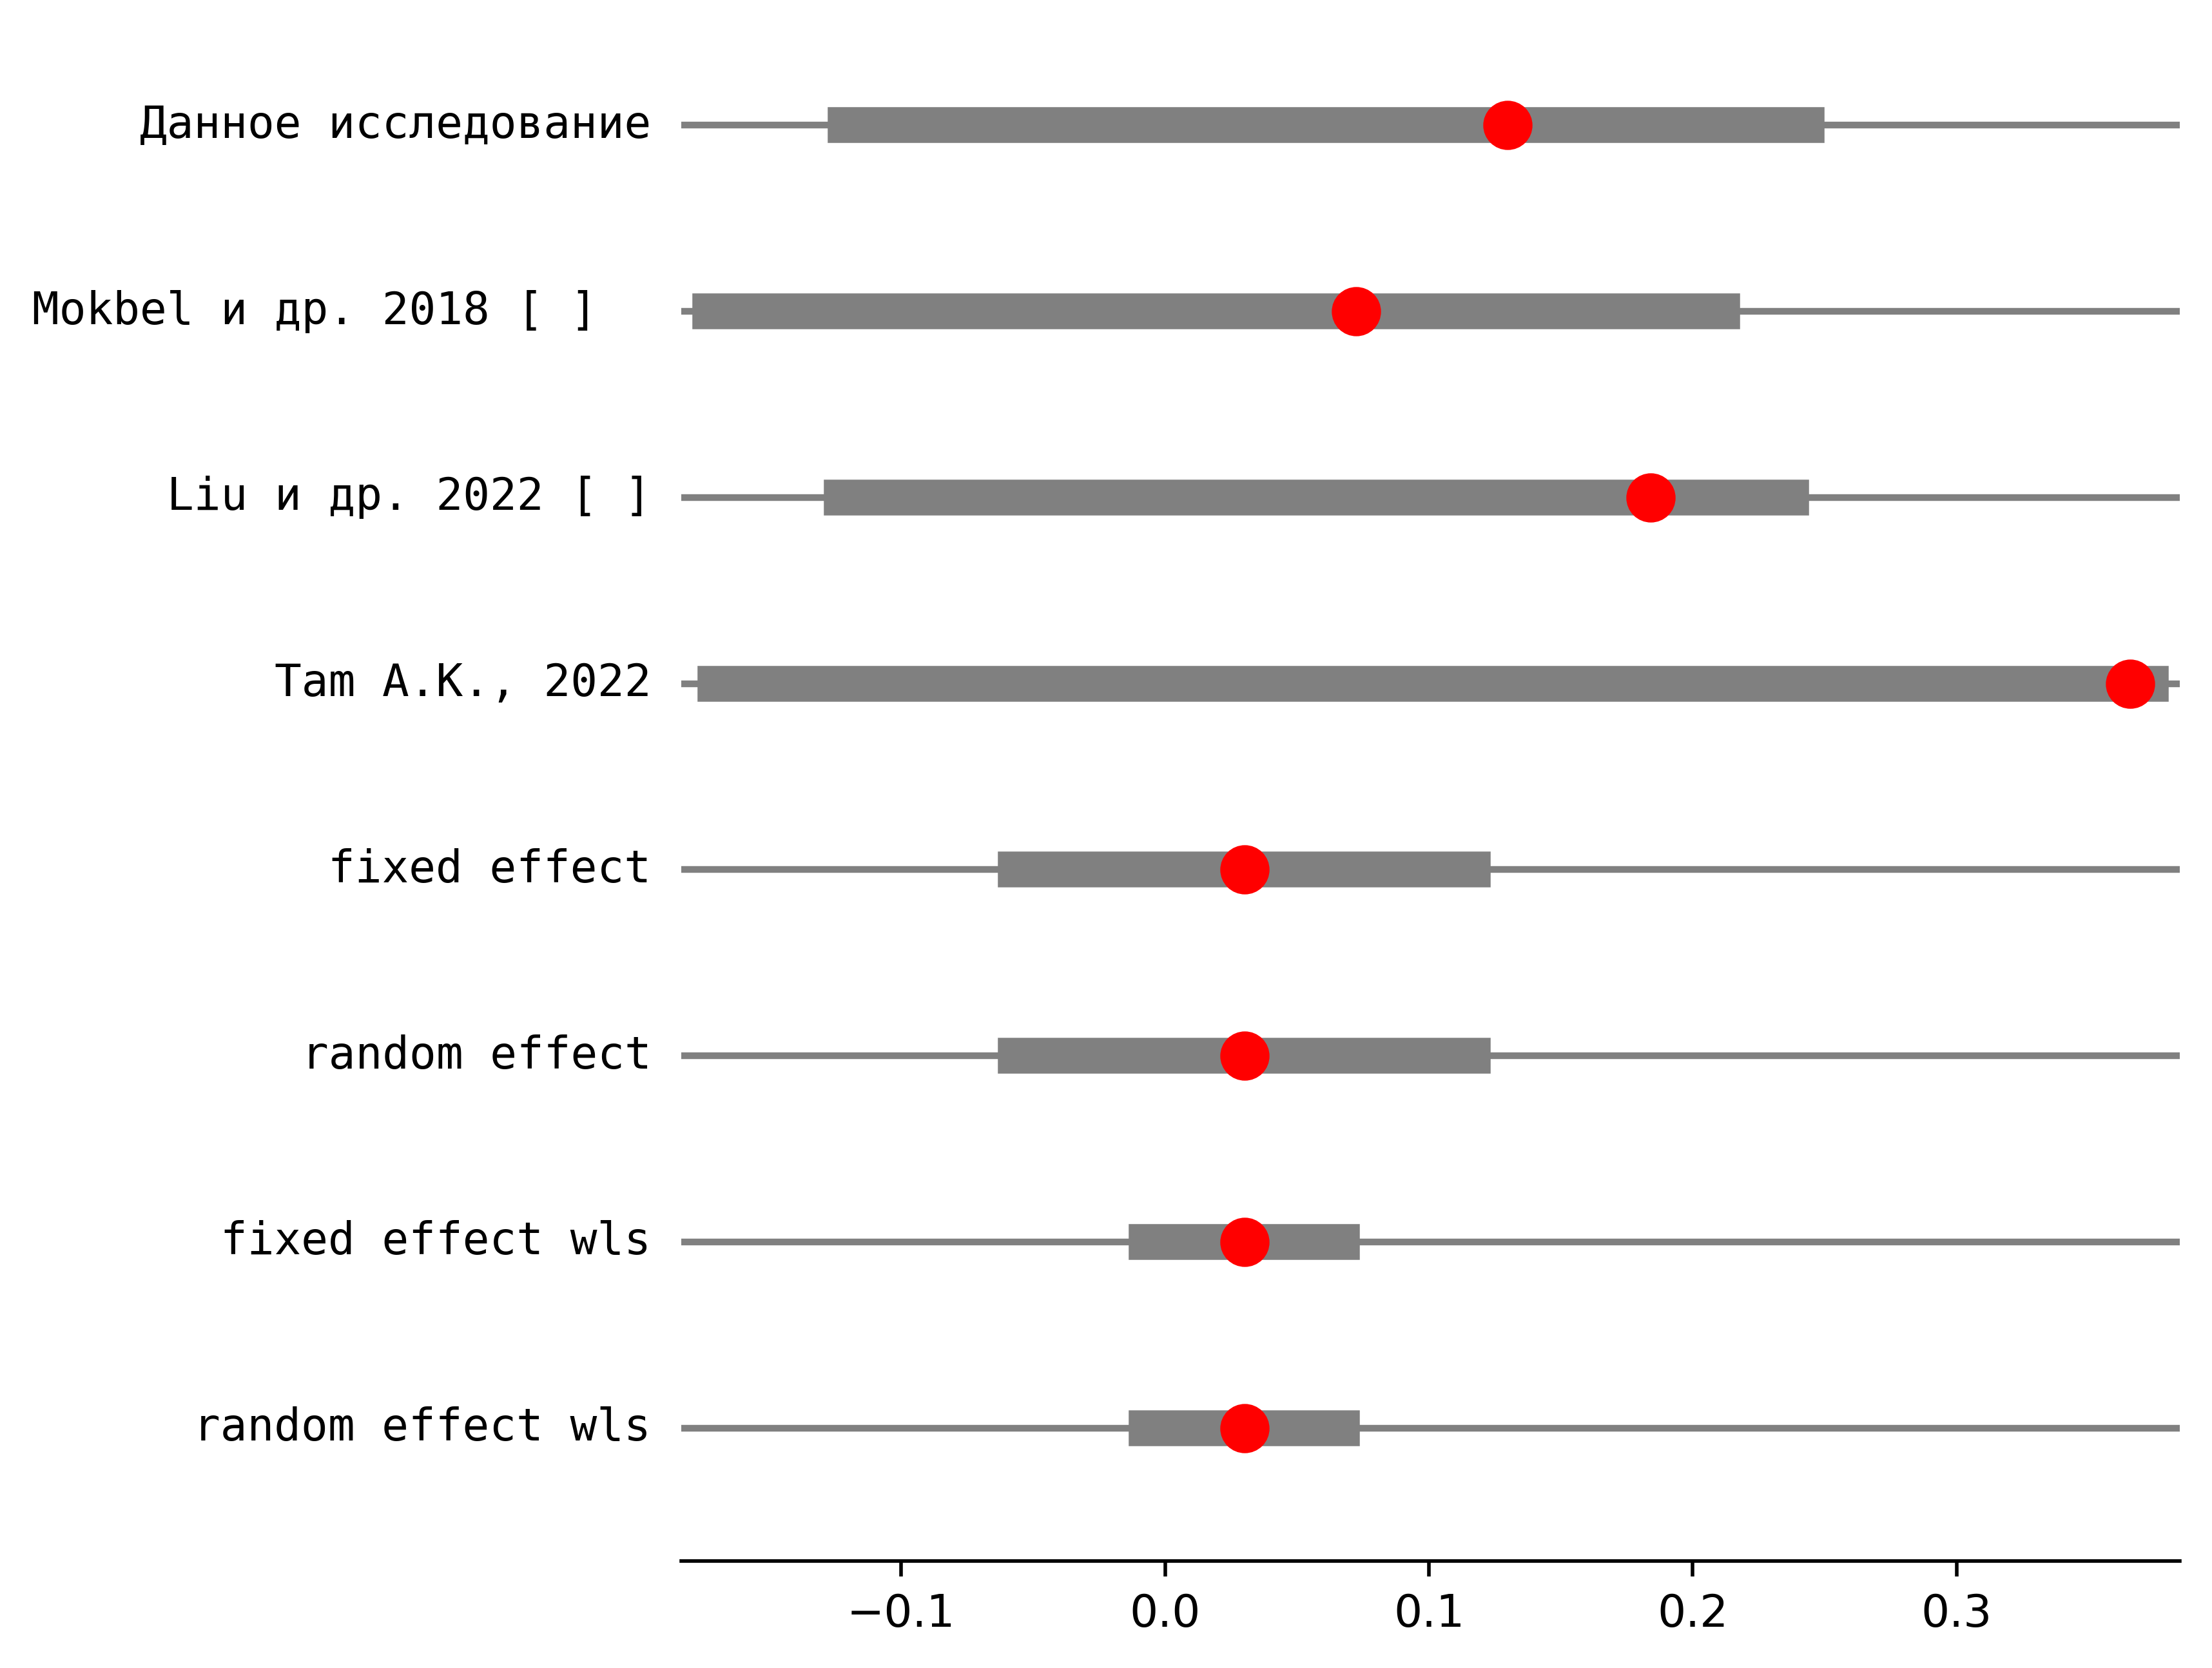 Данное исследование
Mokbel и др. 2018 [ ]
Liu и др. 2022 [ ]
Tam A.K., 2022
fixed effect
random effect
fixed effect wls
random effect wls
−0.1 0.0 0.1 0.2 0.3